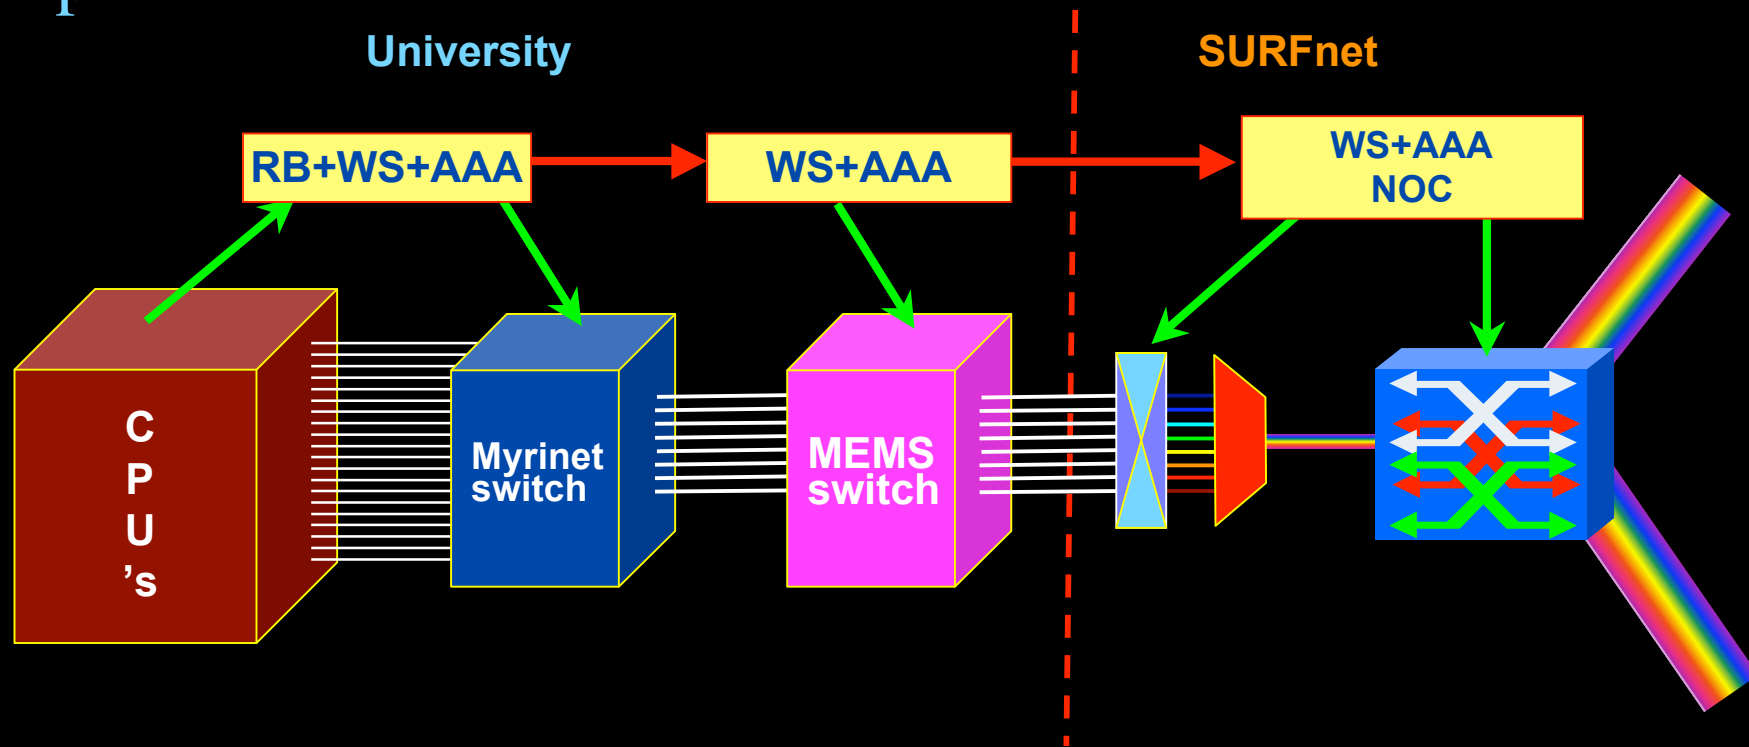 University
SURFnet
RB+WS+AAA
WS+AAA
WS+AAA
NOC
C
P
U
’s
Myrinet
switch
MEMS
switch